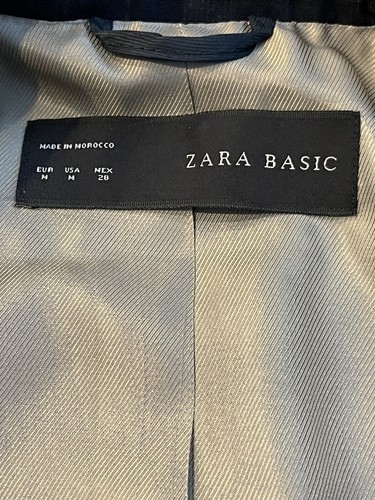 MADE IN MOROCCO
ZARA BASIC
EUR USA MEX
M M 28